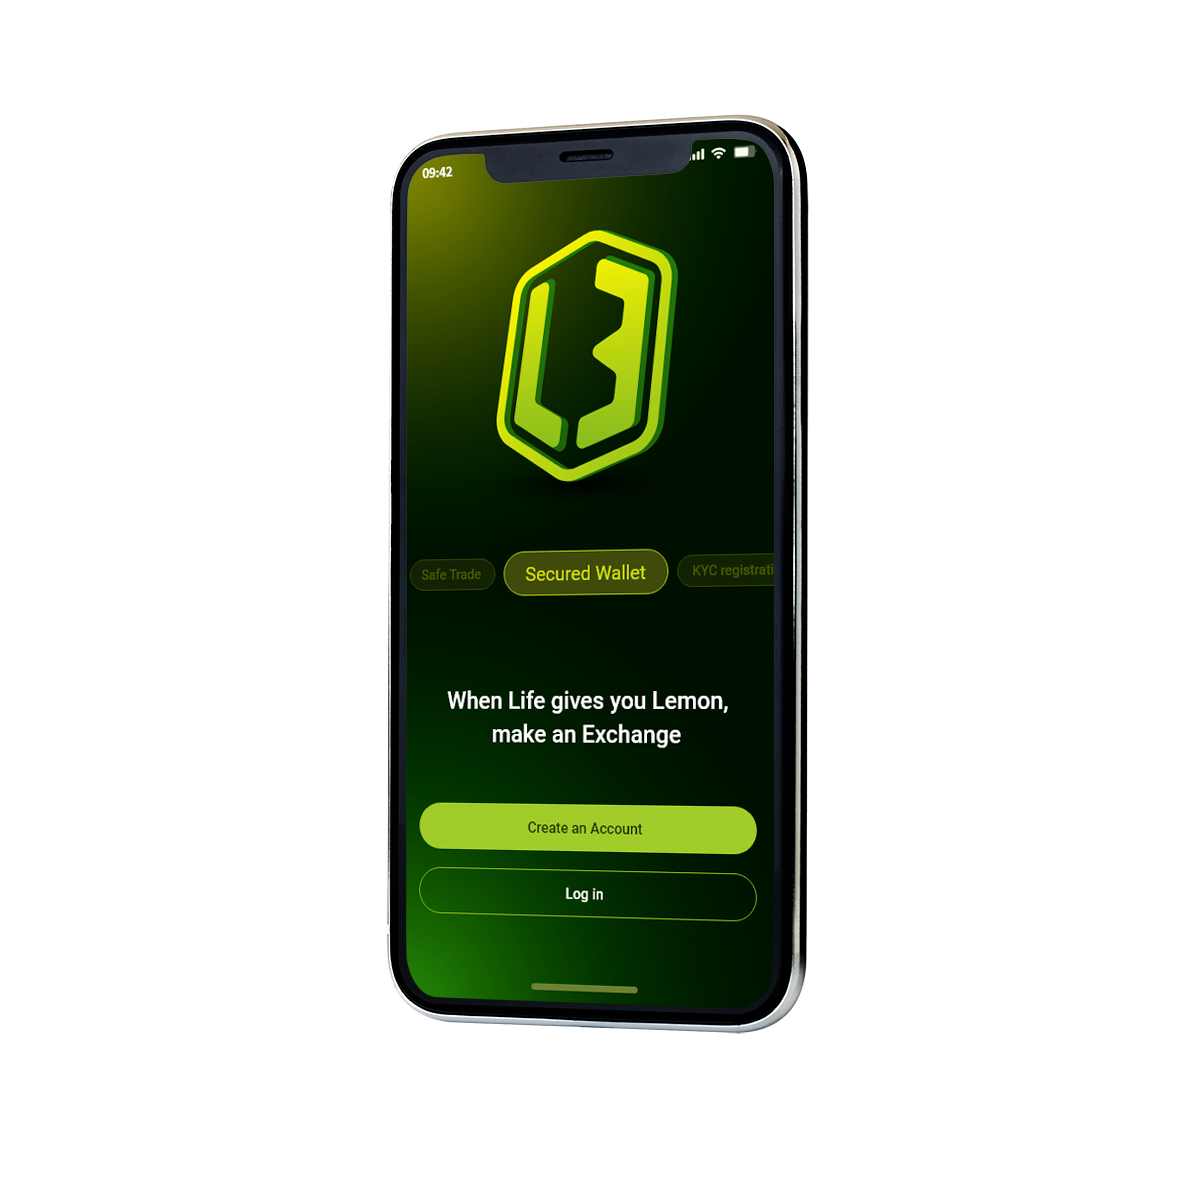 09:42
Safe Trade
Secured Wallet
KYC registrati
When Life gives you Lemon,
make an Exchange
Create an Account
Log in